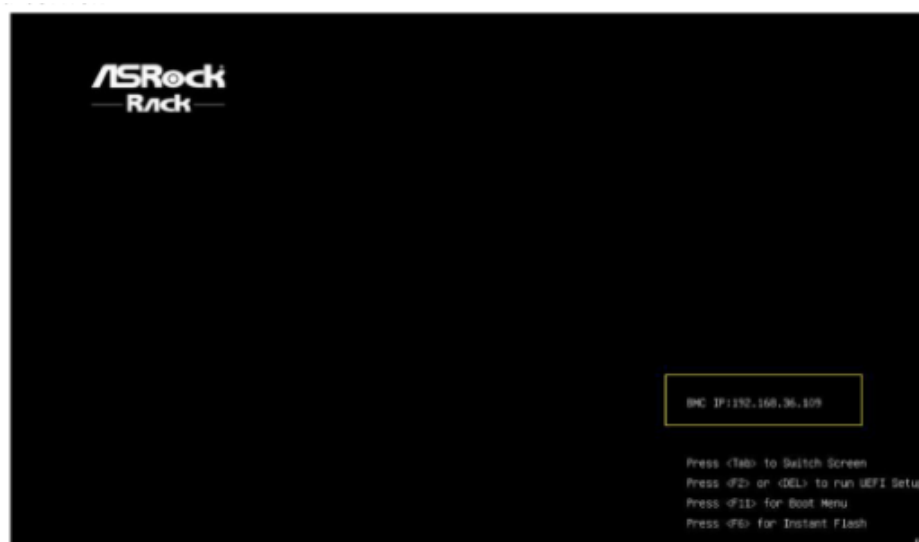 ASRock
Rack
BMC IP:192.168.36.109
Press <Tab> to Switch Screen
Press <F2> or <DEL> to run UEFI Setu
Press <F11> for Boot Menu
Press <F6> for Instant Flash